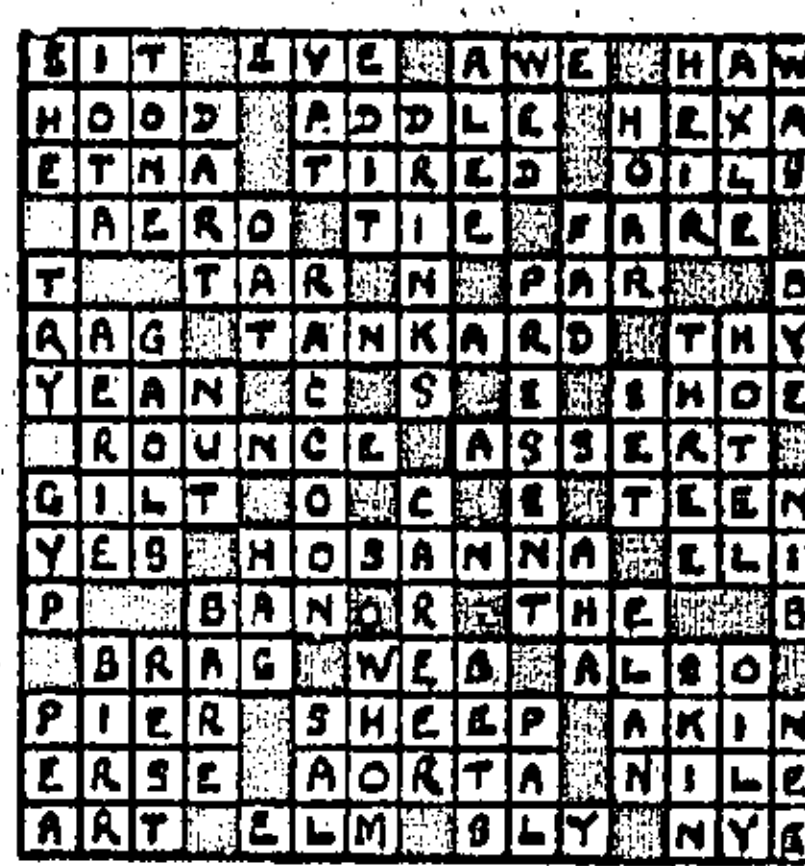 SIT EVE AWE HAW
HOOD ADDLE HEXA
ETNA TIRED OILY
AERO TIE FARE
T TAR N PAR B
RAG TANKARD THY
YEAN C S E SHOE
ROUNCE ASSERT
GILT O C E TEEN
YES HOSANNA ELI
P BANOR THE B
BRAG WEB ALSO
PIER SHEEP AKIN
ERSE AORTA NILE
ART ELM SLY NYE